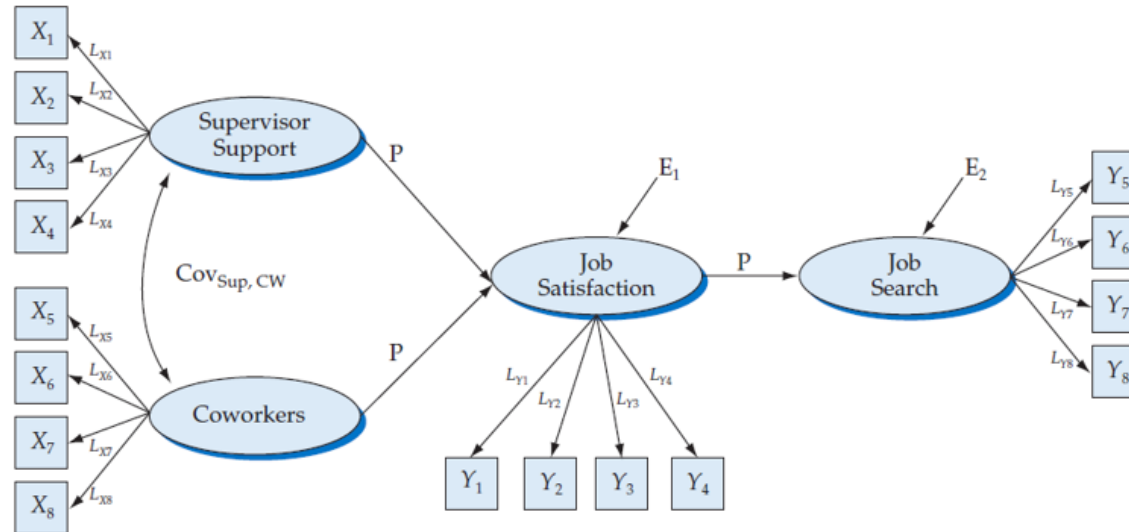 X1
LX1
X2
LX2
X3
LX3
X4
LX4
Supervisor
Support
P
CovSup, CW
X5
LX5
X6
LX6
X7
LX7
X8
LX8
Coworkers
P
E1
Job
Satisfaction
P
LY1
LY2
LY3
LY4
Y1
Y2
Y3
Y4
E2
Job
Search
LY5
Y5
LY6
Y6
LY7
Y7
LY8
Y8